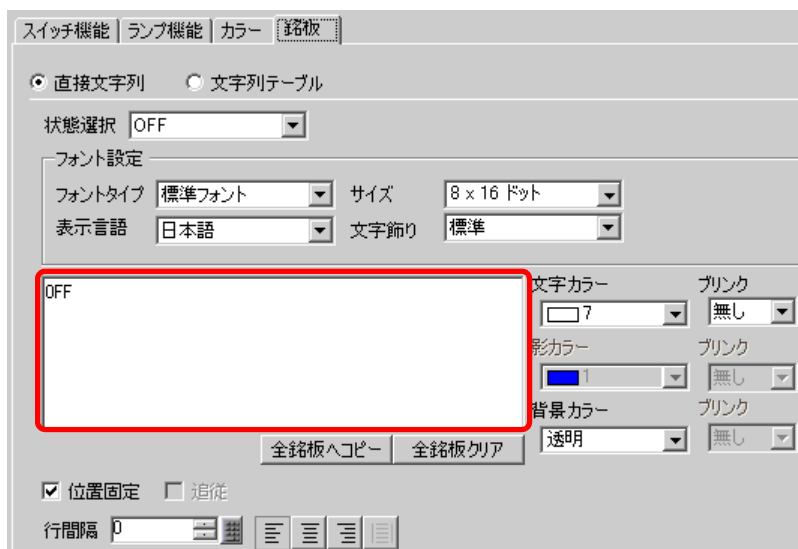 スイッチ機能 ランプ機能 カラー 銘板
直接文字列 文字列テーブル
状態選択 OFF
フォント設定
フォントタイプ 標準フォント サイズ 8 x 16 ドット
表示言語 日本語 文字飾り 標準
OFF
文字カラー ブリンク
7 無し
影カラー ブリンク
1 無し
背景カラー ブリンク
透明 無し
全銘板へコピー 全銘板クリア
位置固定 追従
行間隔 0